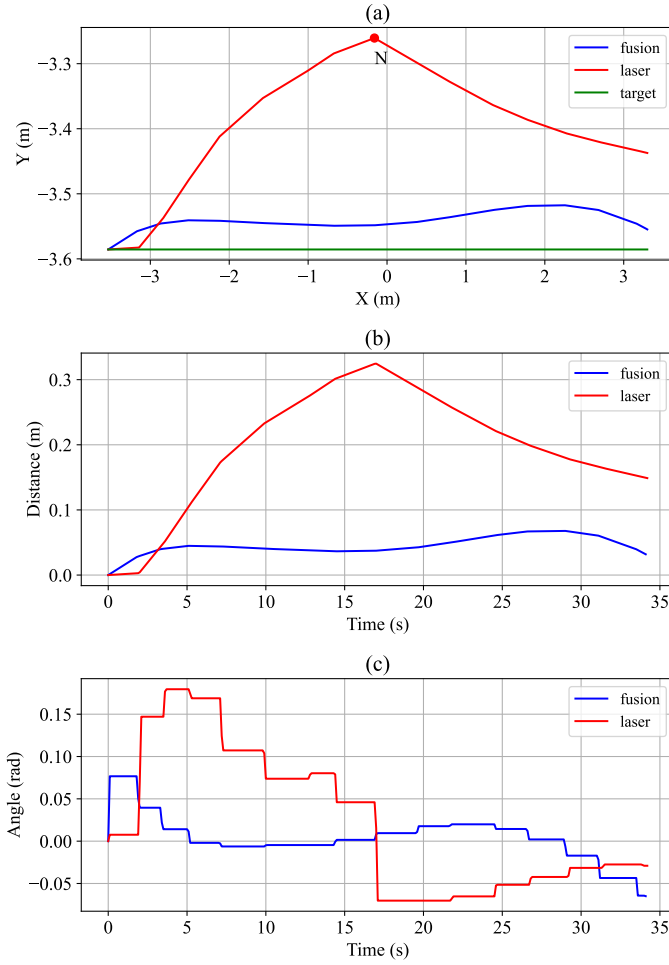 (a)
Y (m)
−3.3
−3.4
−3.5
−3.6
N
fusion
laser
target
−3 −2 −1 0 1 2 3
X (m)
(b)
Distance (m)
0.3
0.2
0.1
0.0
fusion
laser
0 5 10 15 20 25 30 35
Time (s)
(c)
Angle (rad)
0.15
0.10
0.05
0.00
−0.05
fusion
laser
0 5 10 15 20 25 30 35
Time (s)